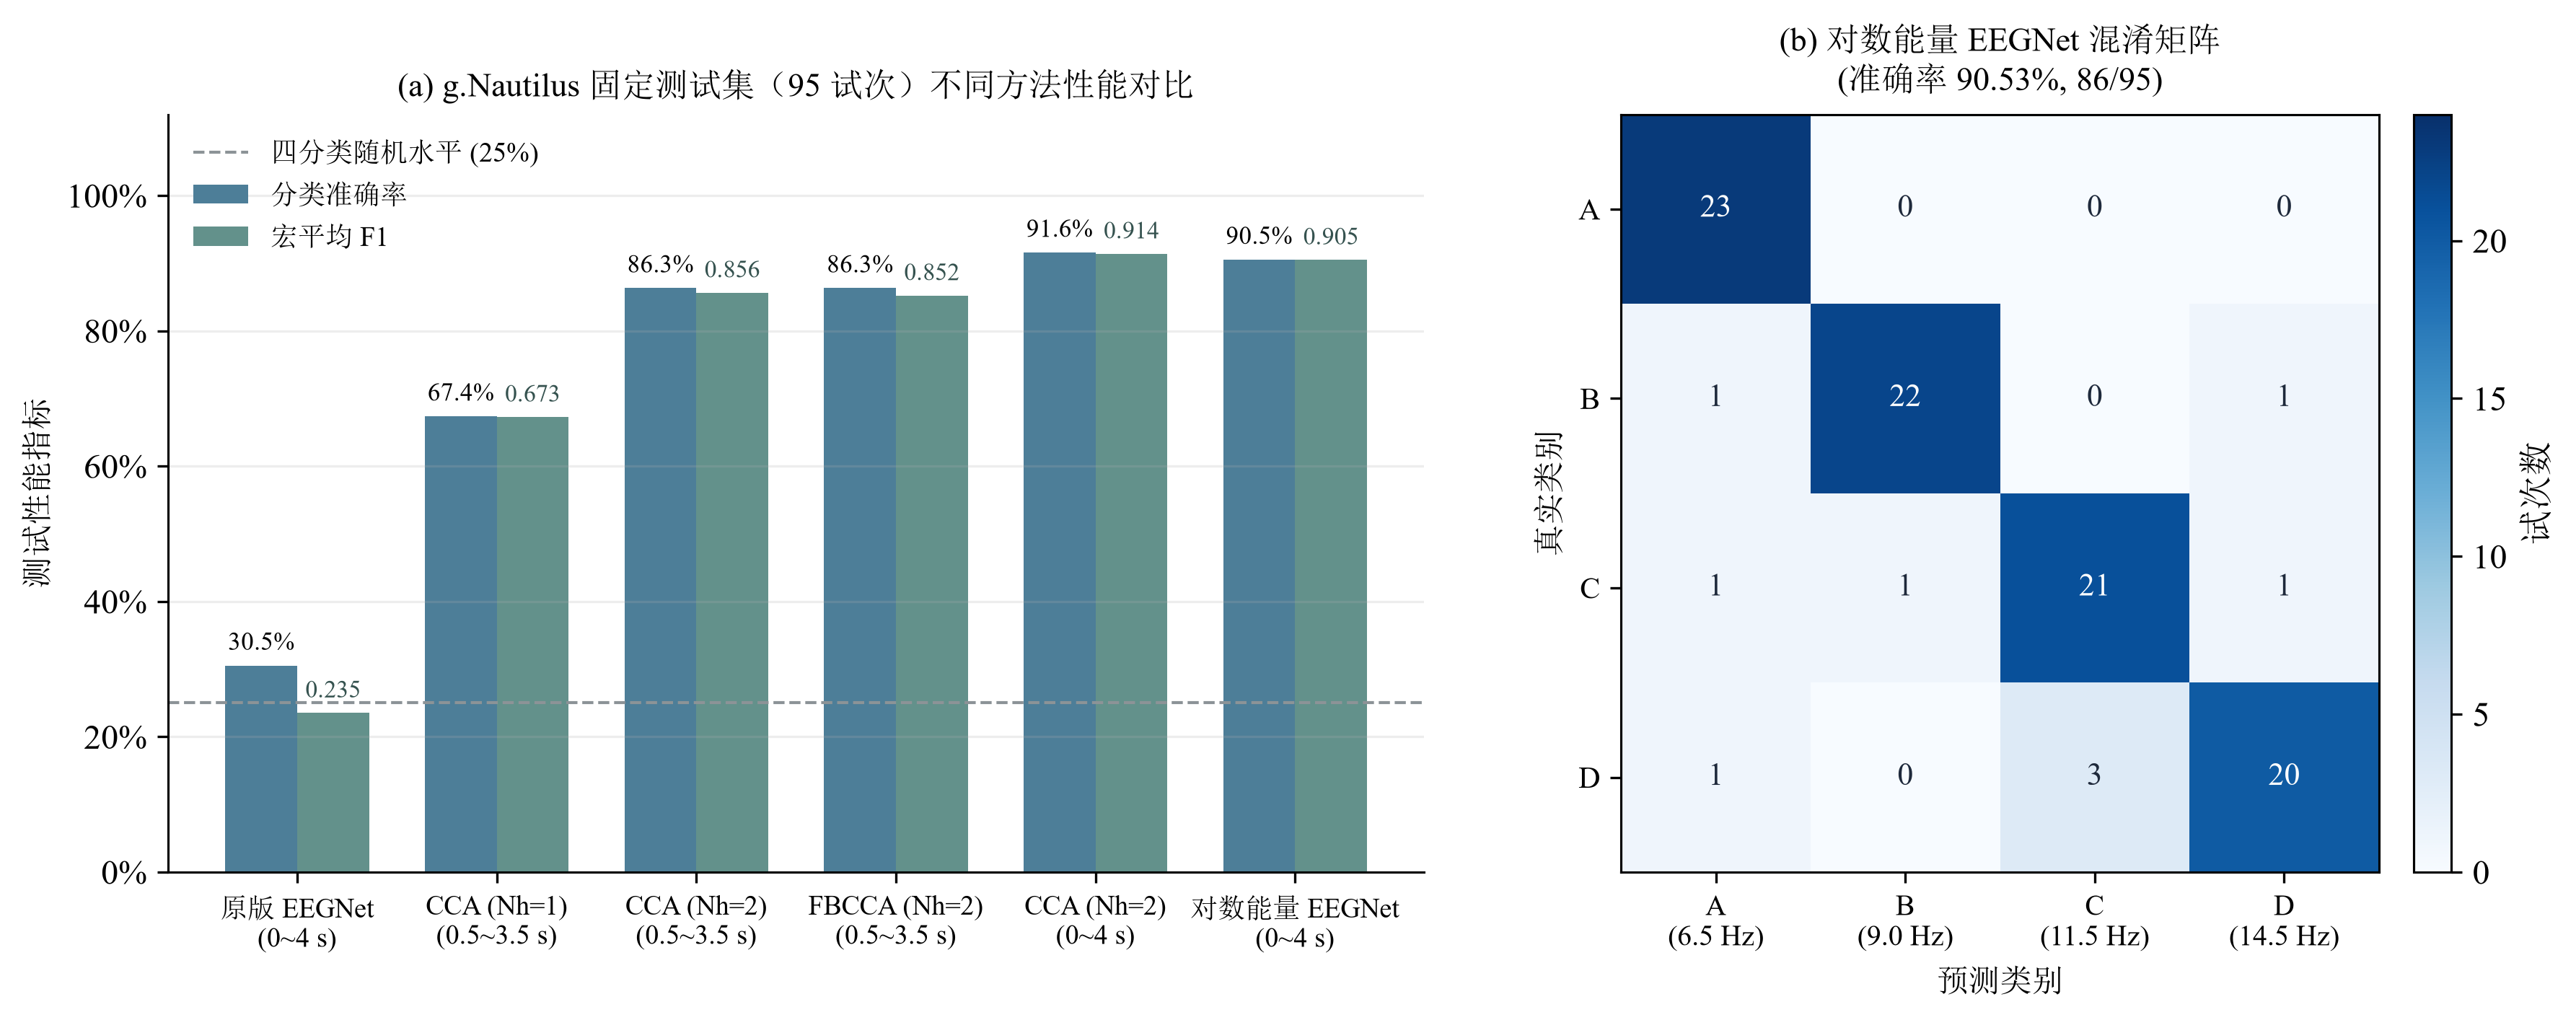 (a) g.Nautilus 固定测试集（95 试次）不同方法性能对比
四分类随机水平 (25%)
分类准确率
宏平均 F1
测试性能指标
100%
80%
60%
40%
20%
0%
30.5%
0.235
67.4%
0.673
86.3%
0.856
86.3%
0.852
91.6%
0.914
90.5%
0.905
原版 EEGNet
(0~4 s)
CCA (Nh=1)
(0.5~3.5 s)
CCA (Nh=2)
(0.5~3.5 s)
FBCCA (Nh=2)
(0.5~3.5 s)
CCA (Nh=2)
(0~4 s)
对数能量 EEGNet
(0~4 s)
(b) 对数能量 EEGNet 混淆矩阵
(准确率 90.53%, 86/95)
真实类别
A 23 0 0 0
B 1 22 0 1
C 1 1 21 1
D 1 0 3 20
A
(6.5 Hz)
B
(9.0 Hz)
C
(11.5 Hz)
D
(14.5 Hz)
预测类别
20
15
10
5
0
试次数